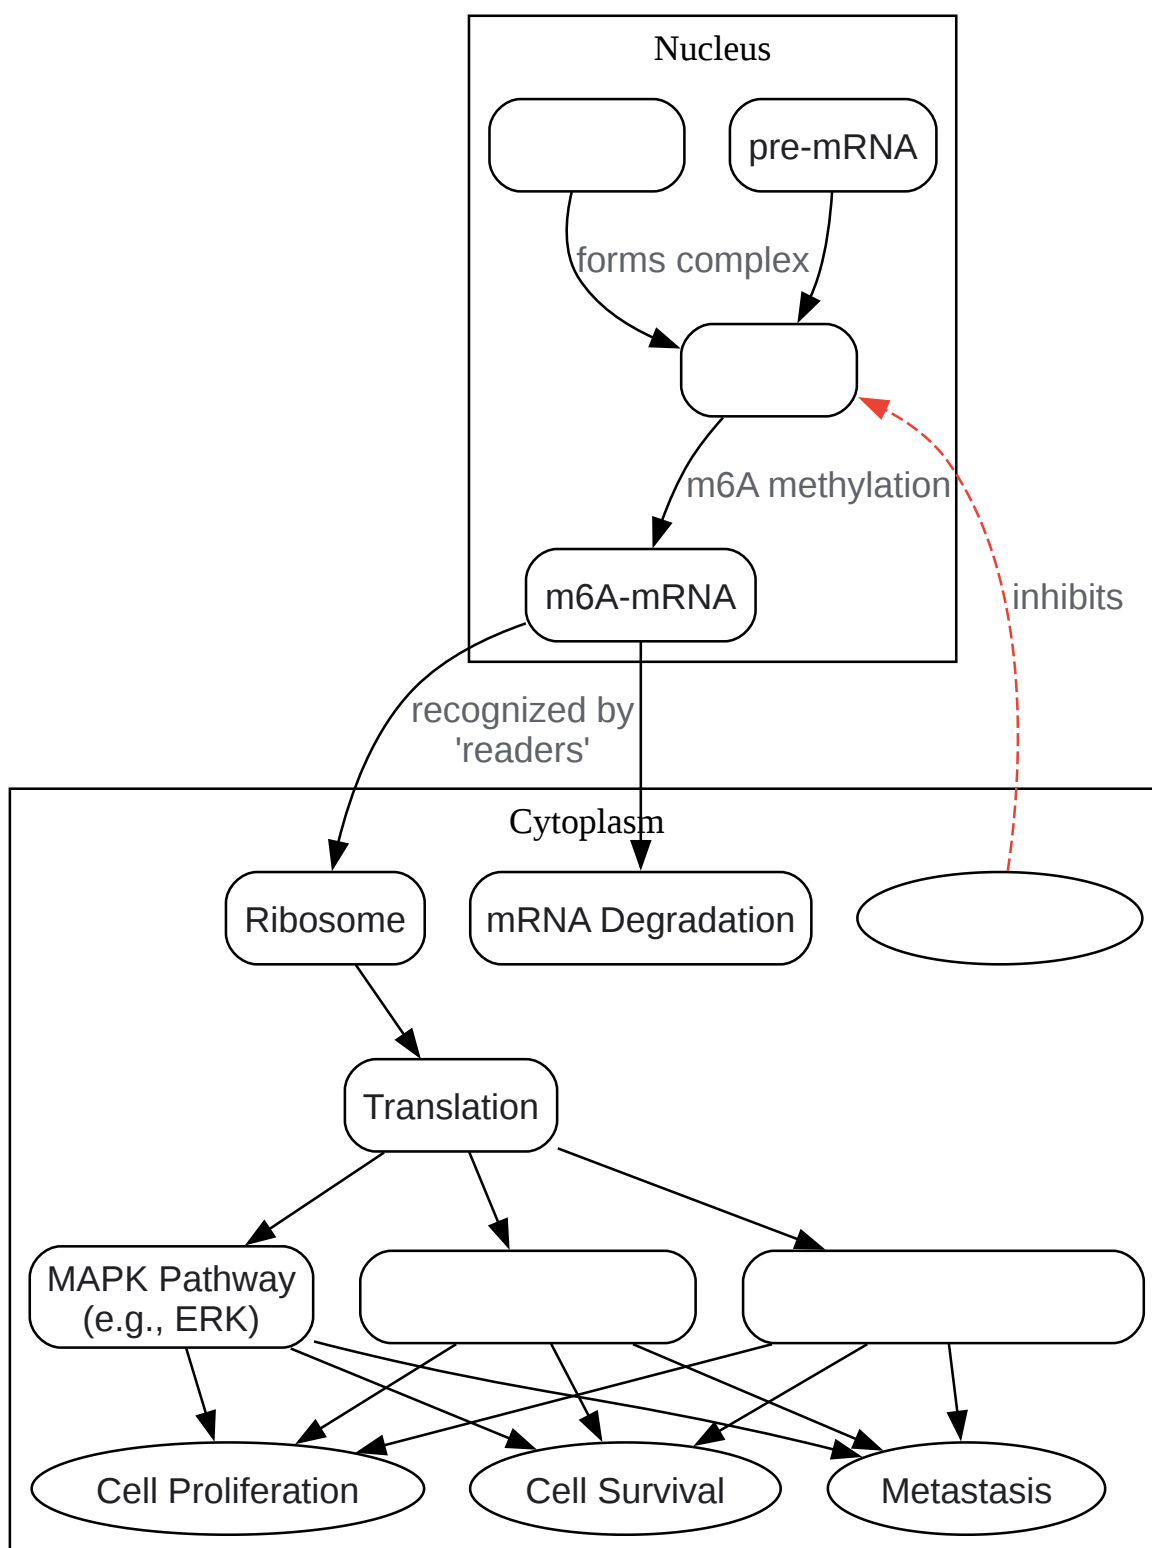 Nucleus
pre-mRNA
forms complex
m6A methylation
m6A-mRNA
inhibits
recognized by
'readers'
Cytoplasm
Ribosome
mRNA Degradation
Translation
MAPK Pathway
(e.g., ERK)
Cell Proliferation
Cell Survival
Metastasis